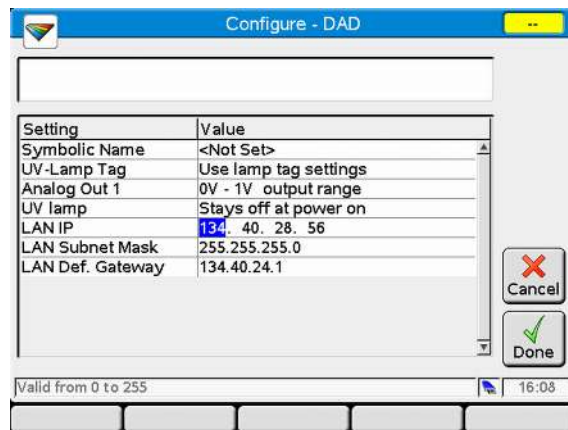 Configure - DAD
--
Setting Value
Symbolic Name <Not Set>
UV-Lamp Tag Use lamp tag settings
Analog Out 1 0V - 1V output range
UV lamp Stays off at power on
LAN IP 134. 40. 28. 56
LAN Subnet Mask 255.255.255.0
LAN Def. Gateway 134.40.24.1
Cancel
Done
Valid from 0 to 255 16:08